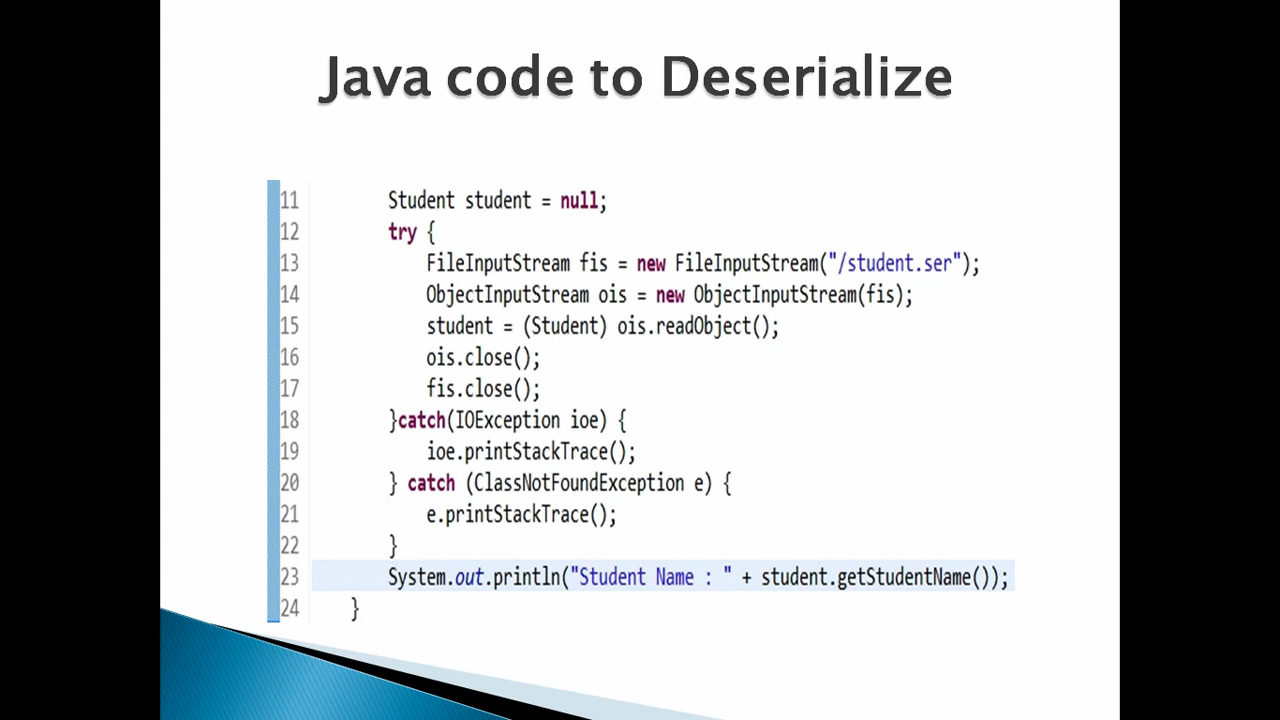 Java code to Deserialize
11 Student student = null;
12 try {
13 FileInputStream fis = new FileInputStream("/student.ser");
14 ObjectInputStream ois = new ObjectInputStream(fis);
15 student = (Student) ois.readObject();
16 ois.close();
17 fis.close();
18 }catch(IOException ioe) {
19 ioe.printStackTrace();
20 } catch (ClassNotFoundException e) {
21 e.printStackTrace();
22 }
23 System.out.println("Student Name : " + student.getStudentName());
24 }